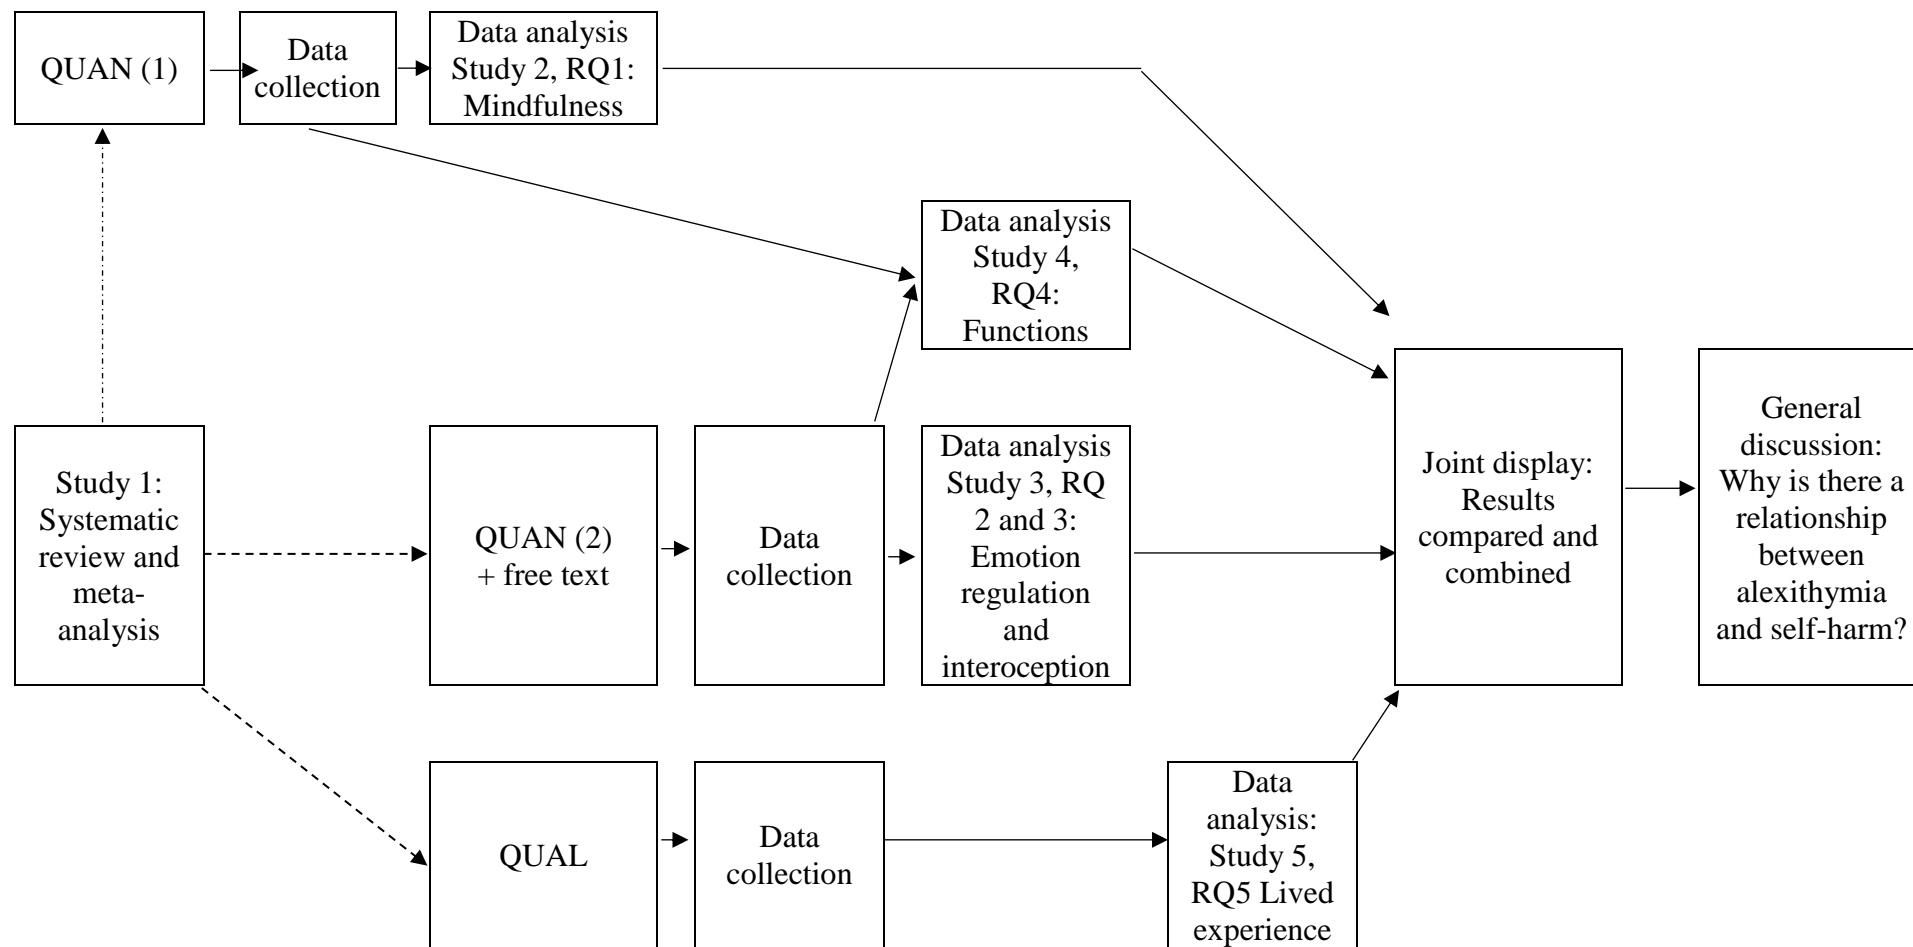 QUAN (1)
Data
collection
Data analysis
Study 2, RQ1:
Mindfulness
Data analysis
Study 4,
RQ4:
Functions
Study 1:
Systematic
review and
meta-
analysis
QUAN (2)
+ free text
Data
collection
Data analysis
Study 3, RQ
2 and 3:
Emotion
regulation
and
interoception
Joint display:
Results
compared and
combined
General
discussion:
Why is there a
relationship
between
alexithymia
and self-harm?
QUAL
Data
collection
Data
analysis:
Study 5,
RQ5 Lived
experience